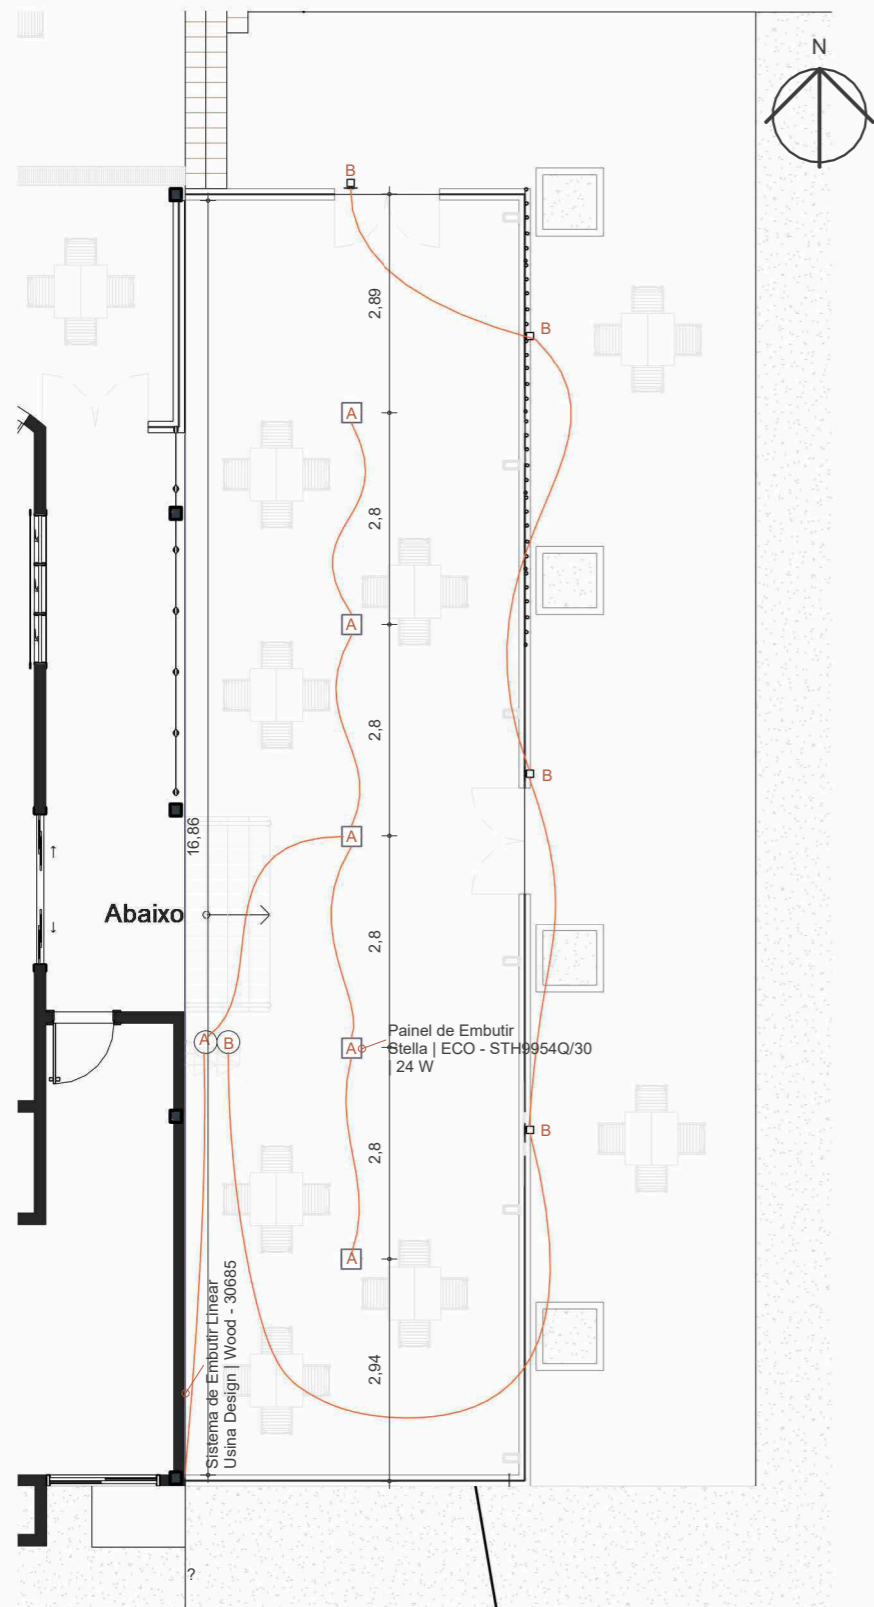 N
B
2,89
B
A
2,8
A
2,8
B
16,86
A
Abaixo
2,8
A
B
A
Painel de Embutir
Stella | ECO - STH9954Q/30
| 24 W
2,8
B
A
Sistema de Embutir Linear
Usina Design | Wood - 30685
2,94
?